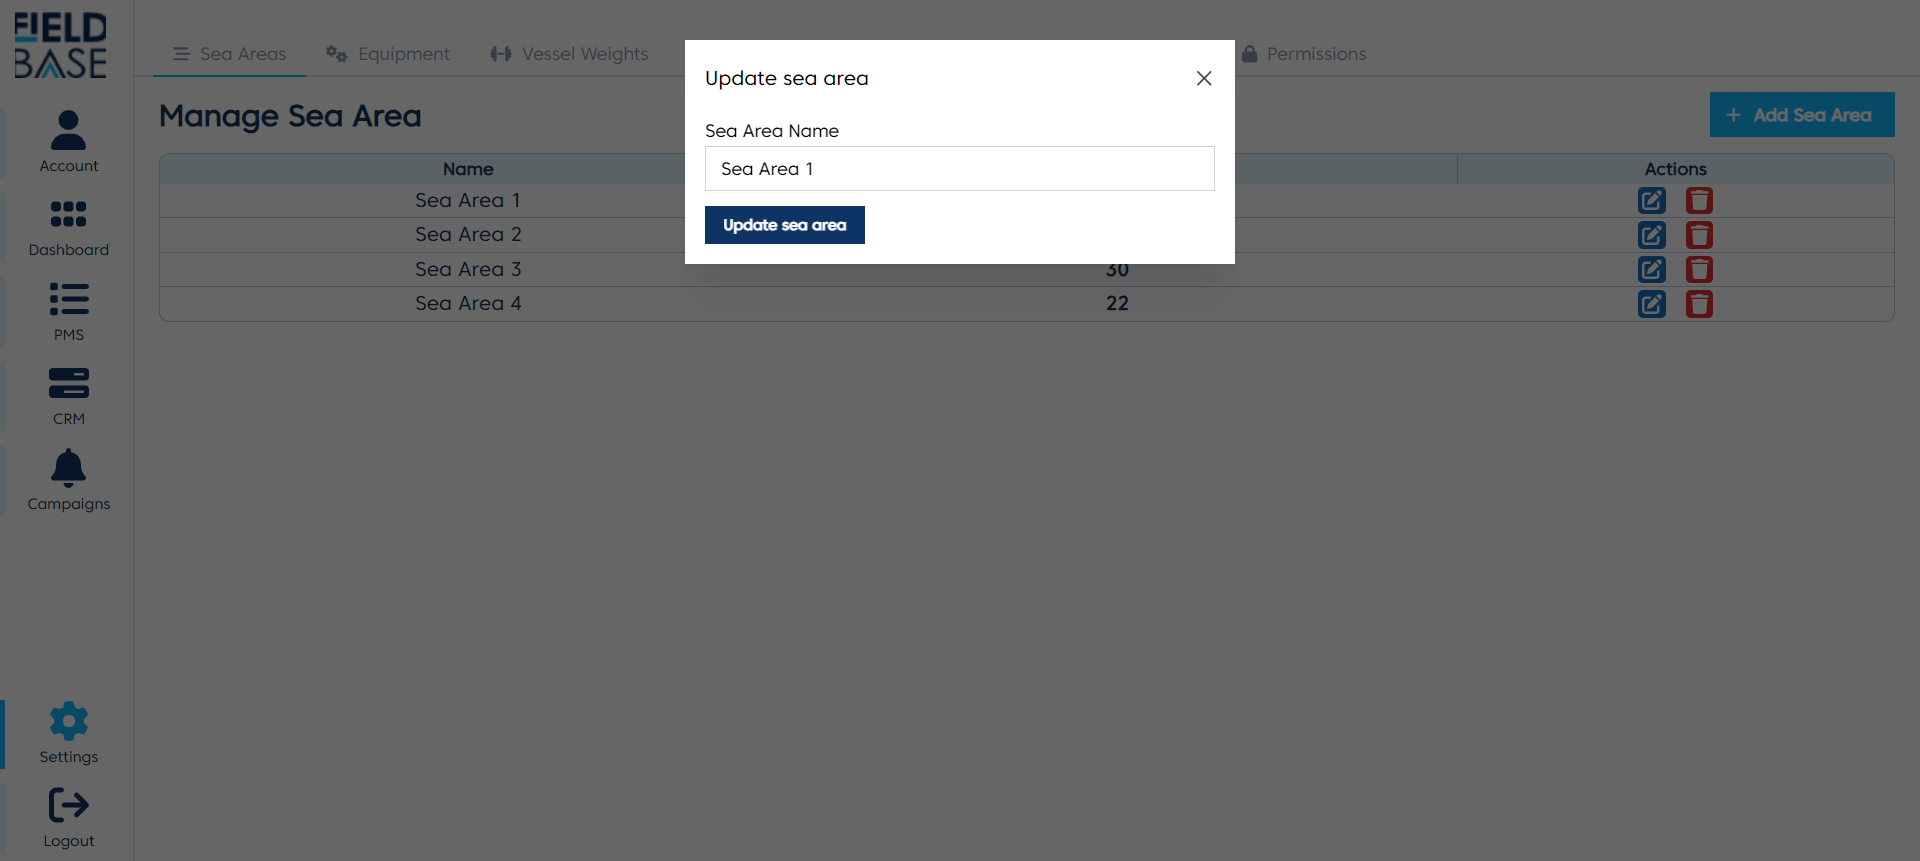 FIELD
BASE
Account
Dashboard
PMS
CRM
Campaigns
Settings
Logout
Sea Areas
Equipment
Vessel Weights
Permissions
Manage Sea Area
Add Sea Area
Name
Actions
Sea Area 1
Sea Area 2
Sea Area 3
30
Sea Area 4
22
Update sea area
Sea Area Name
Sea Area 1
Update sea area